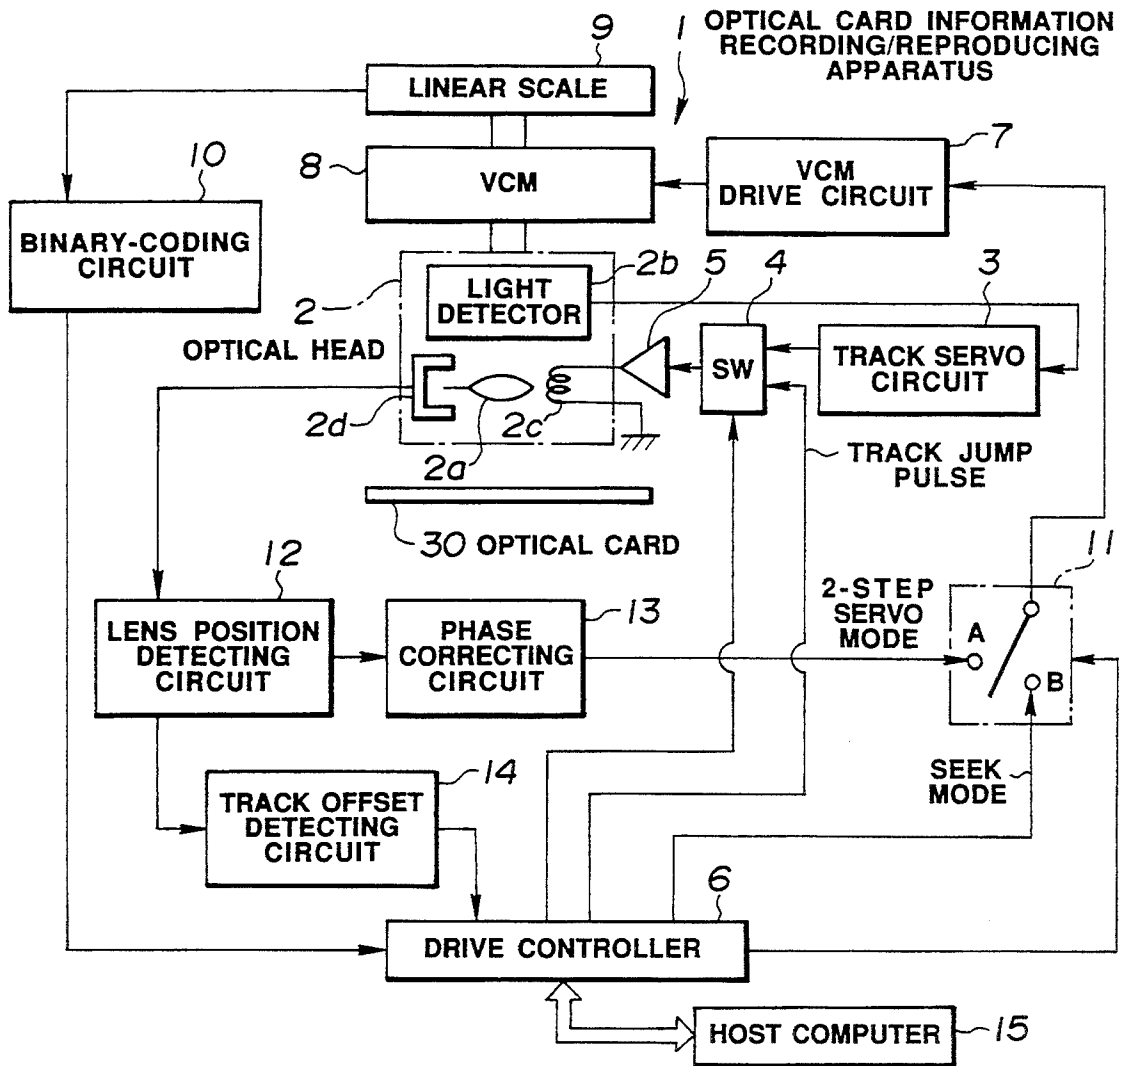 1
OPTICAL CARD INFORMATION
RECORDING/REPRODUCING
APPARATUS
9
LINEAR SCALE
10
BINARY-CODING
CIRCUIT
8
VCM
7
VCM
DRIVE CIRCUIT
2
OPTICAL HEAD
2b
LIGHT
DETECTOR
5
4
SW
3
TRACK SERVO
CIRCUIT
2d
2a
2c
TRACK JUMP
PULSE
30 OPTICAL CARD
12
LENS POSITION
DETECTING
CIRCUIT
13
PHASE
CORRECTING
CIRCUIT
2-STEP
SERVO
MODE
11
A
B
SEEK
MODE
14
TRACK OFFSET
DETECTING
CIRCUIT
6
DRIVE CONTROLLER
HOST COMPUTER
15